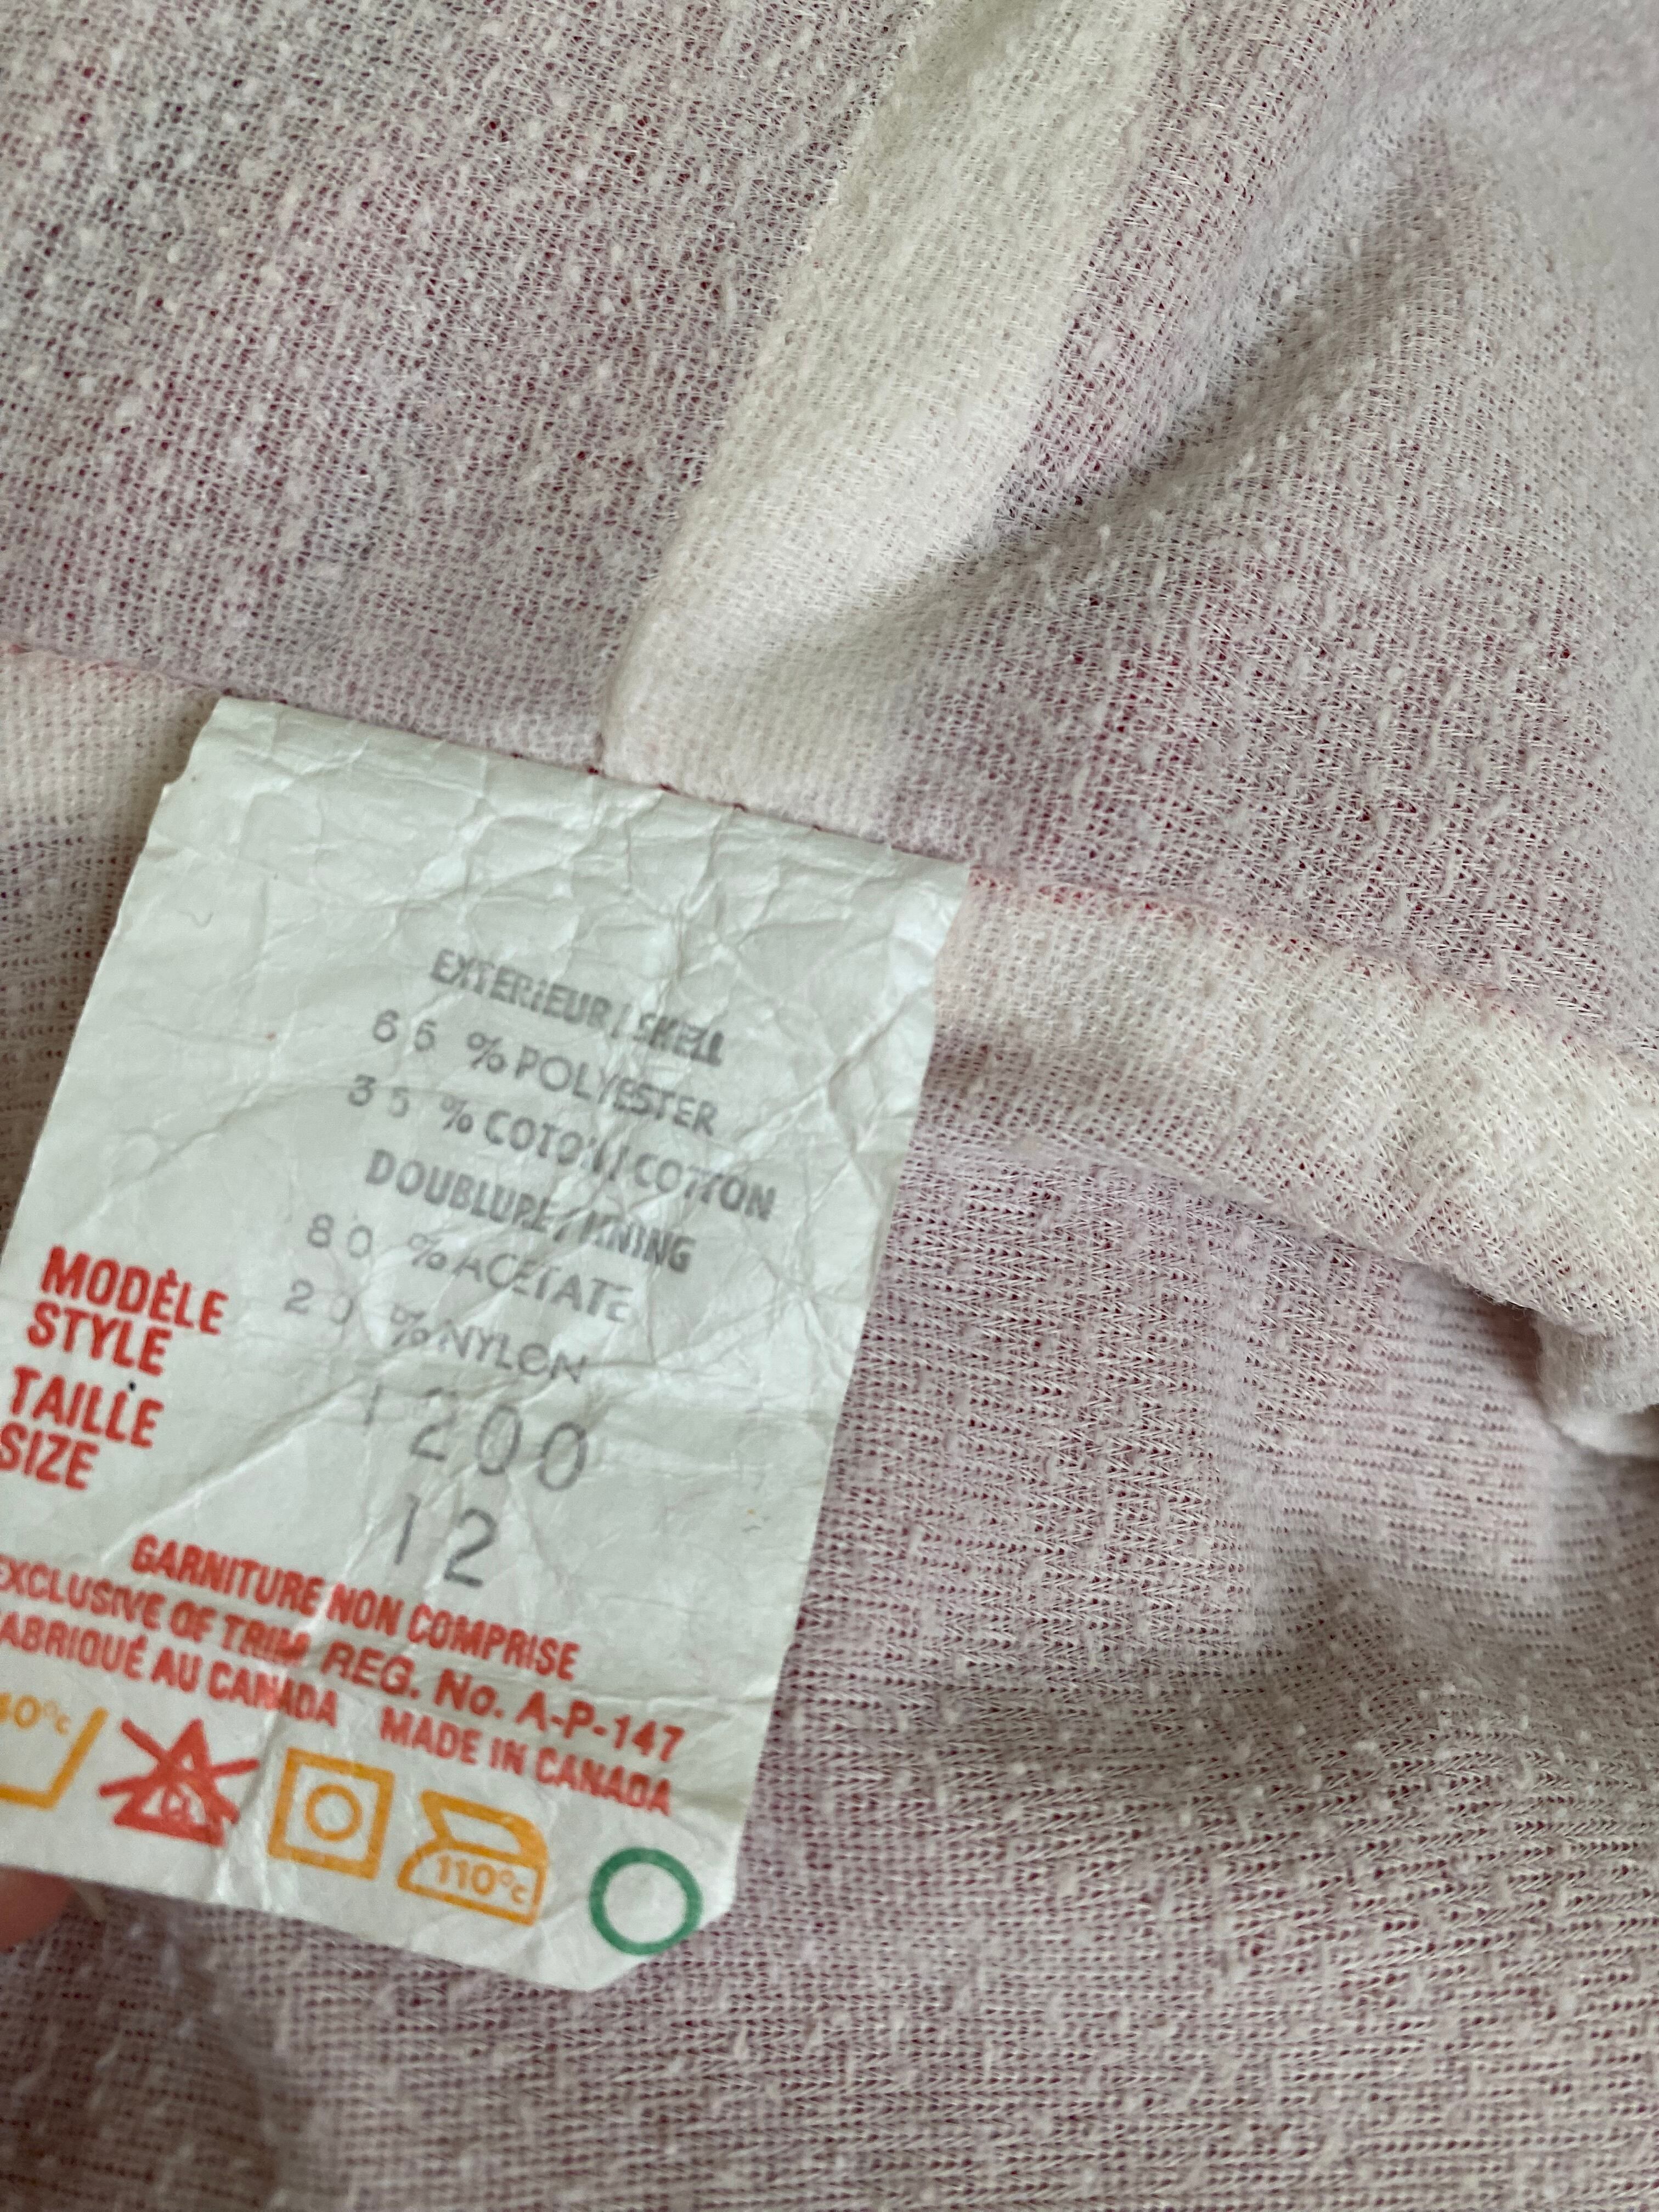 EXTERIEUR / SHELL
65 % POLYESTER
35 % COTON / COTTON
DOUBLURE / LINING
80 % ACETATE
20 % NYLON
MODÈLE
STYLE
1200
TAILLE
SIZE
12
GARNITURE NON COMPRISE
EXCLUSIVE OF TRIM REG. No. A-P-147
FABRIQUÉ AU CANADA MADE IN CANADA
40°C
110°C